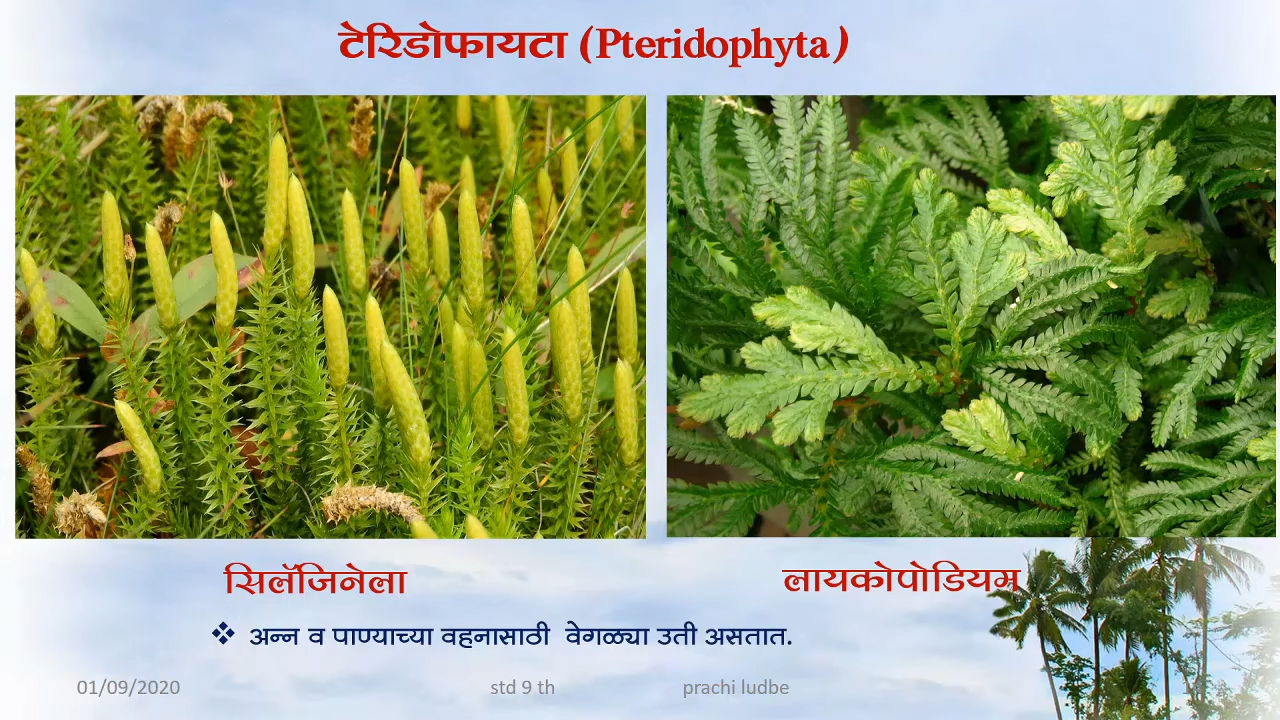 टेरिडोफायटा (Pteridophyta)
सिलॅजिनेला
लायकोपोडियम
❖ अन्न व पाण्याच्या वहनासाठी वेगळ्या उती असतात.
01/09/2020 std 9 th prachi ludbe